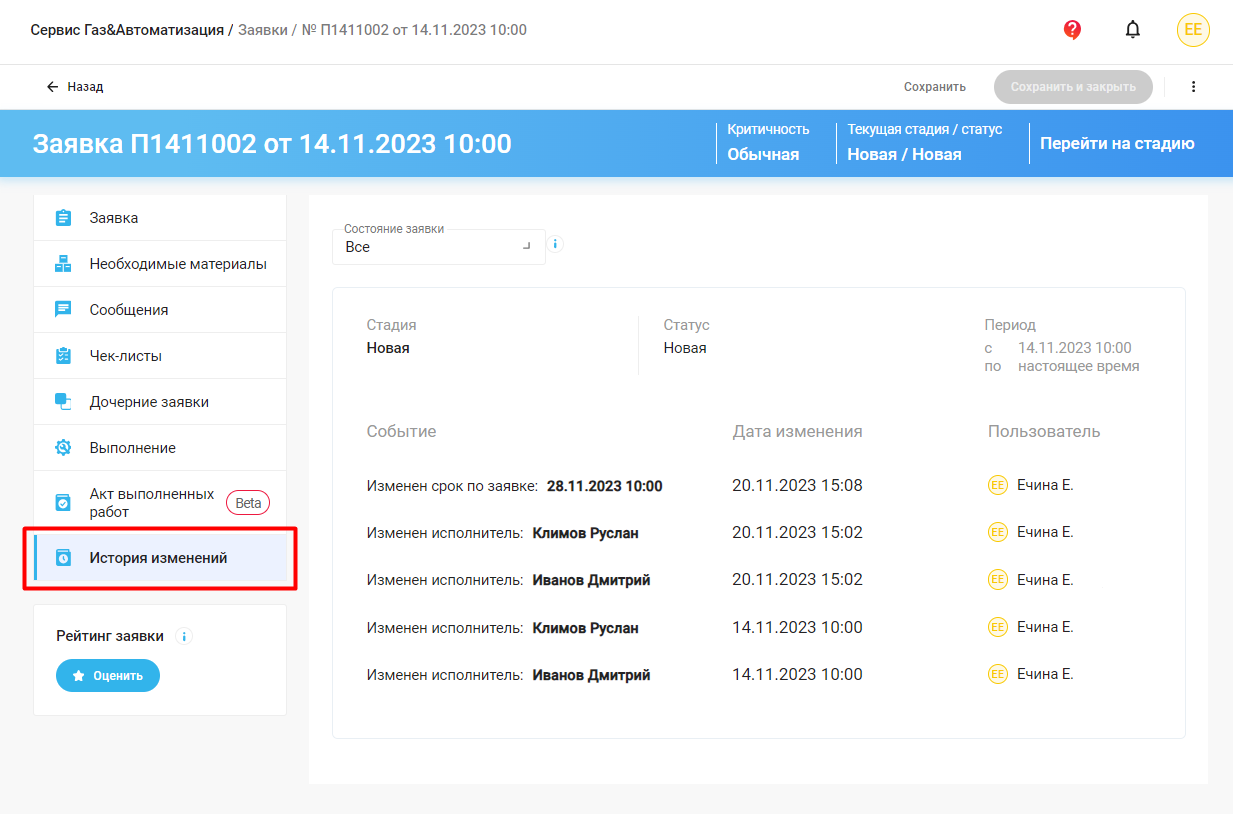 Сервис Газ&Автоматизация / Заявки / № П1411002 от 14.11.2023 10:00
?
ЕЕ
Назад
Сохранить
Сохранить и закрыть
Заявка П1411002 от 14.11.2023 10:00
Критичность
Обычная
Текущая стадия / статус
Новая / Новая
Перейти на стадию
Заявка
Необходимые материалы
Сообщения
Чек-листы
Дочерние заявки
Выполнение
Акт выполненных
работ
Beta
История изменений
Рейтинг заявки i
Оценить
Состояние заявки
Все
i
Стадия
Новая
Статус
Новая
Период
с 14.11.2023 10:00
по настоящее время
Событие Дата изменения Пользователь
Изменен срок по заявке: 28.11.2023 10:00 20.11.2023 15:08 ЕЕ Ечина Е.
Изменен исполнитель: Климов Руслан 20.11.2023 15:02 ЕЕ Ечина Е.
Изменен исполнитель: Иванов Дмитрий 20.11.2023 15:02 ЕЕ Ечина Е.
Изменен исполнитель: Климов Руслан 14.11.2023 10:00 ЕЕ Ечина Е.
Изменен исполнитель: Иванов Дмитрий 14.11.2023 10:00 ЕЕ Ечина Е.